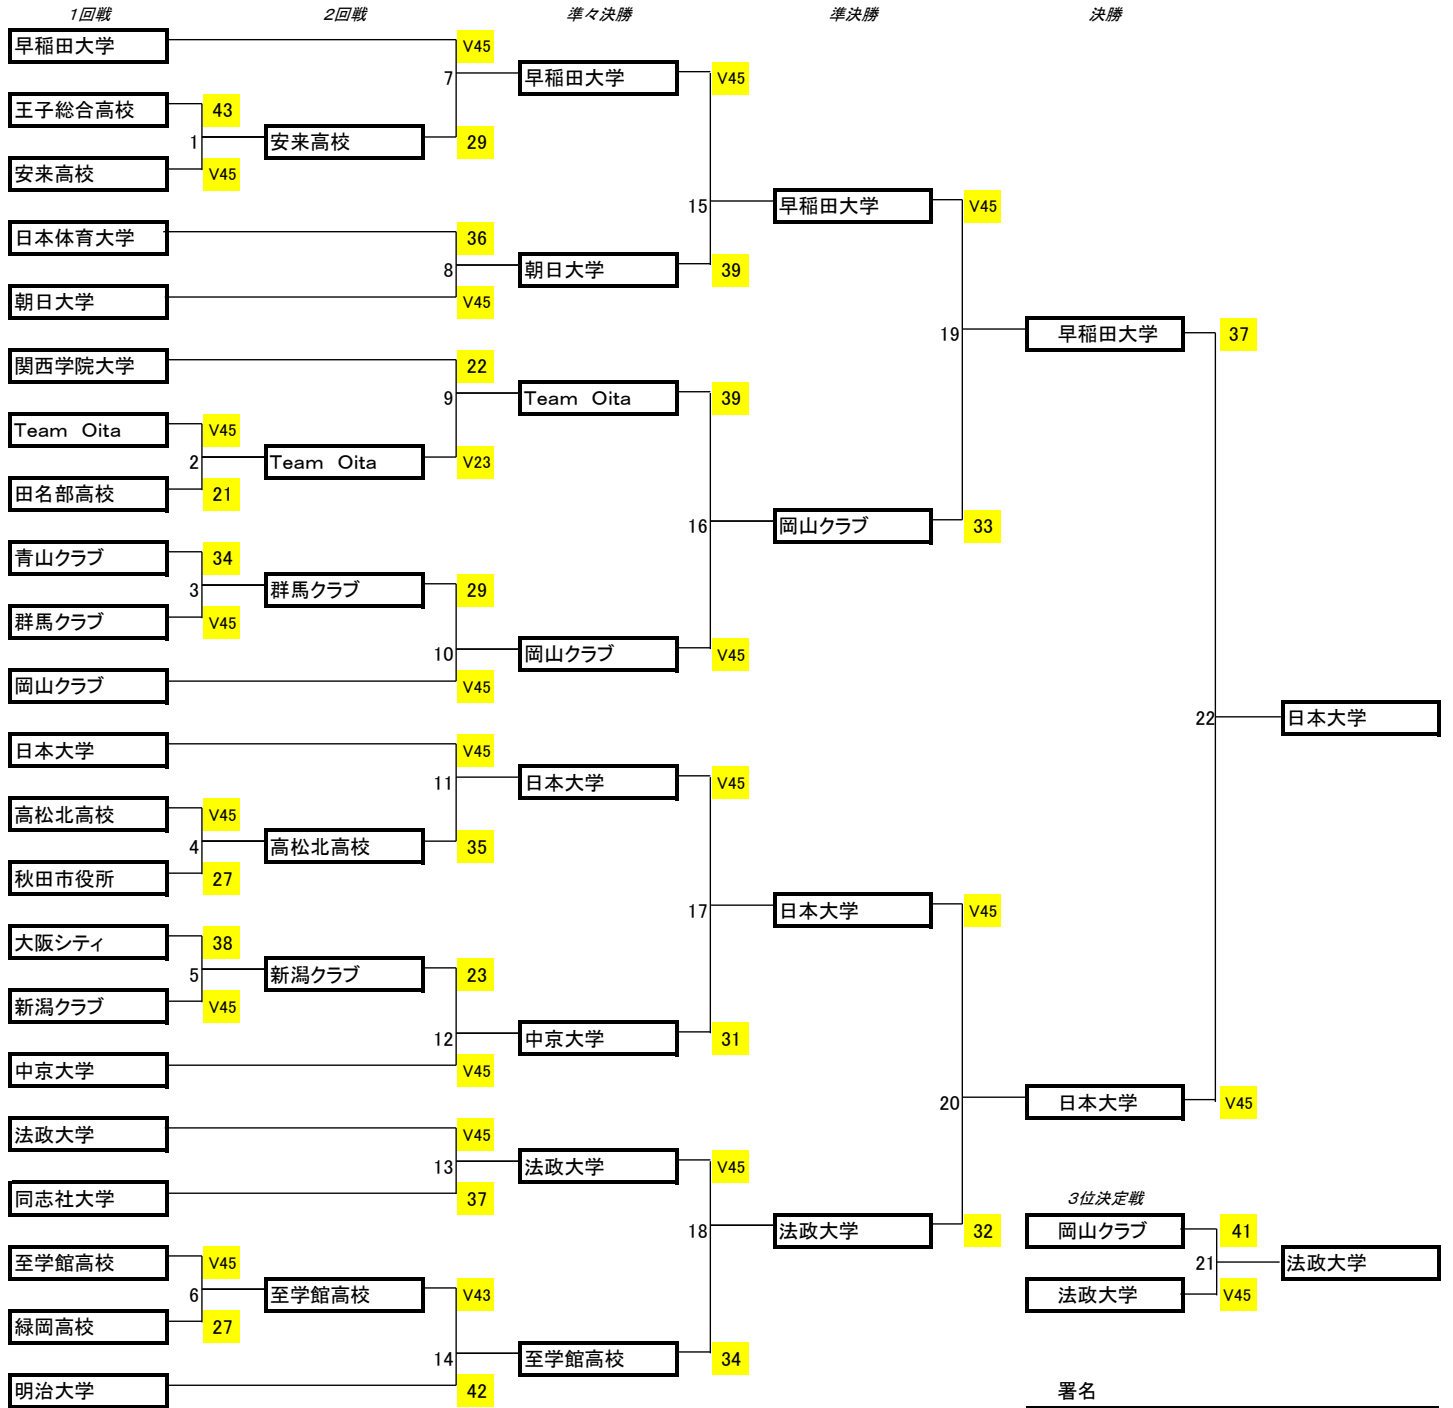 1回戦 2回戦 準々決勝 準決勝 決勝
早稲田大学 V45
7 早稲田大学 V45
王子総合高校 43
1 安来高校 29
安来高校 V45
15 早稲田大学 V45
日本体育大学 36
8 朝日大学 39
朝日大学 V45
19 早稲田大学 37
関西学院大学 22
9 Team Oita 39
Team Oita V45
2 Team Oita V23
田名部高校 21
16 岡山クラブ 33
青山クラブ 34
3 群馬クラブ 29
群馬クラブ V45
10 岡山クラブ V45
岡山クラブ V45
22 日本大学
日本大学 V45
11 日本大学 V45
高松北高校 V45
4 高松北高校 35
秋田市役所 27
17 日本大学 V45
大阪シティ 38
5 新潟クラブ 23
新潟クラブ V45
12 中京大学 31
中京大学 V45
20 日本大学 V45
法政大学 V45
13 法政大学 V45
同志社大学 37
3位決定戦
18 法政大学 32
岡山クラブ 41
至学館高校 V45
21 法政大学
6 至学館高校 V43
法政大学 V45
緑岡高校 27
14 至学館高校 34
明治大学 42
署名